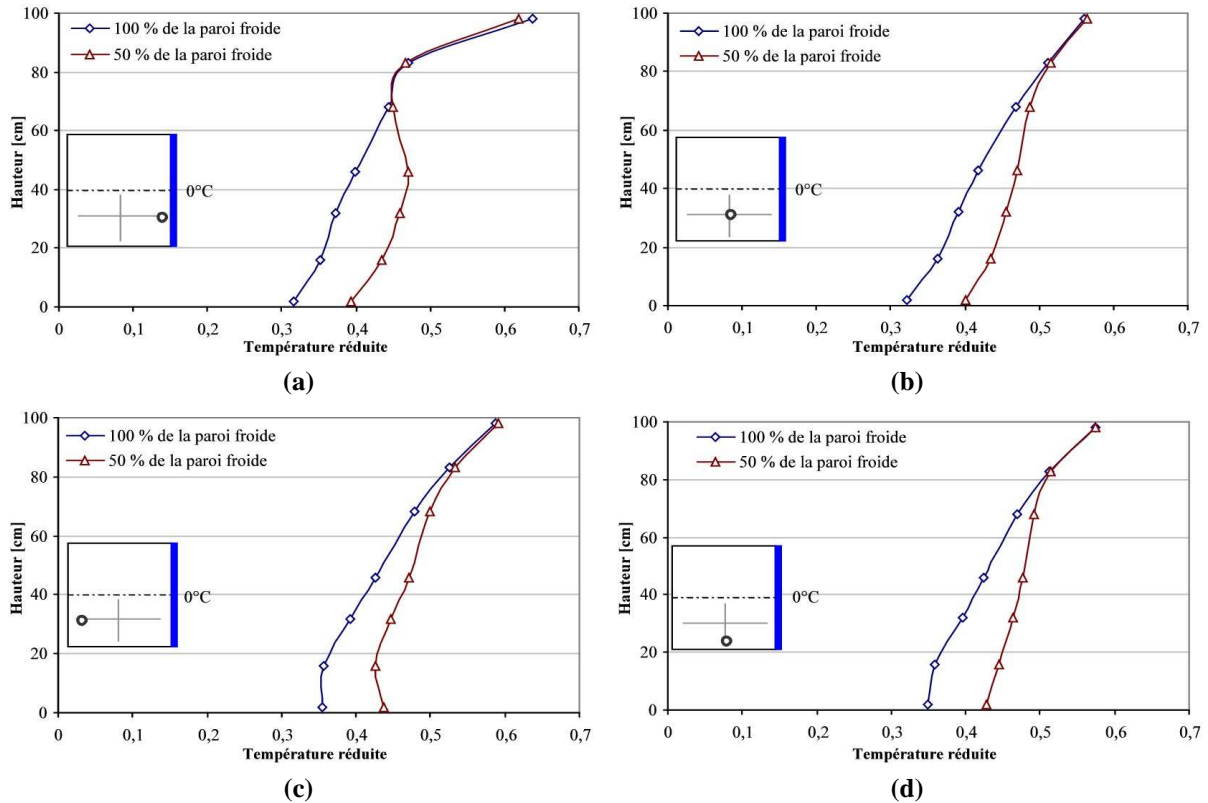 100
80
60
40
20
0
Hauteur [cm]
100 % de la paroi froide
50 % de la paroi froide
0°C
0
0,1
0,2
0,3
0,4
0,5
0,6
0,7
Température réduite
(a)
100
80
60
40
20
0
Hauteur [cm]
100 % de la paroi froide
50 % de la paroi froide
0°C
0
0,1
0,2
0,3
0,4
0,5
0,6
0,7
Température réduite
(b)
100
80
60
40
20
0
Hauteur [cm]
100 % de la paroi froide
50 % de la paroi froide
0°C
0
0,1
0,2
0,3
0,4
0,5
0,6
0,7
Température réduite
(c)
100
80
60
40
20
0
Hauteur [cm]
100 % de la paroi froide
50 % de la paroi froide
0°C
0
0,1
0,2
0,3
0,4
0,5
0,6
0,7
Température réduite
(d)